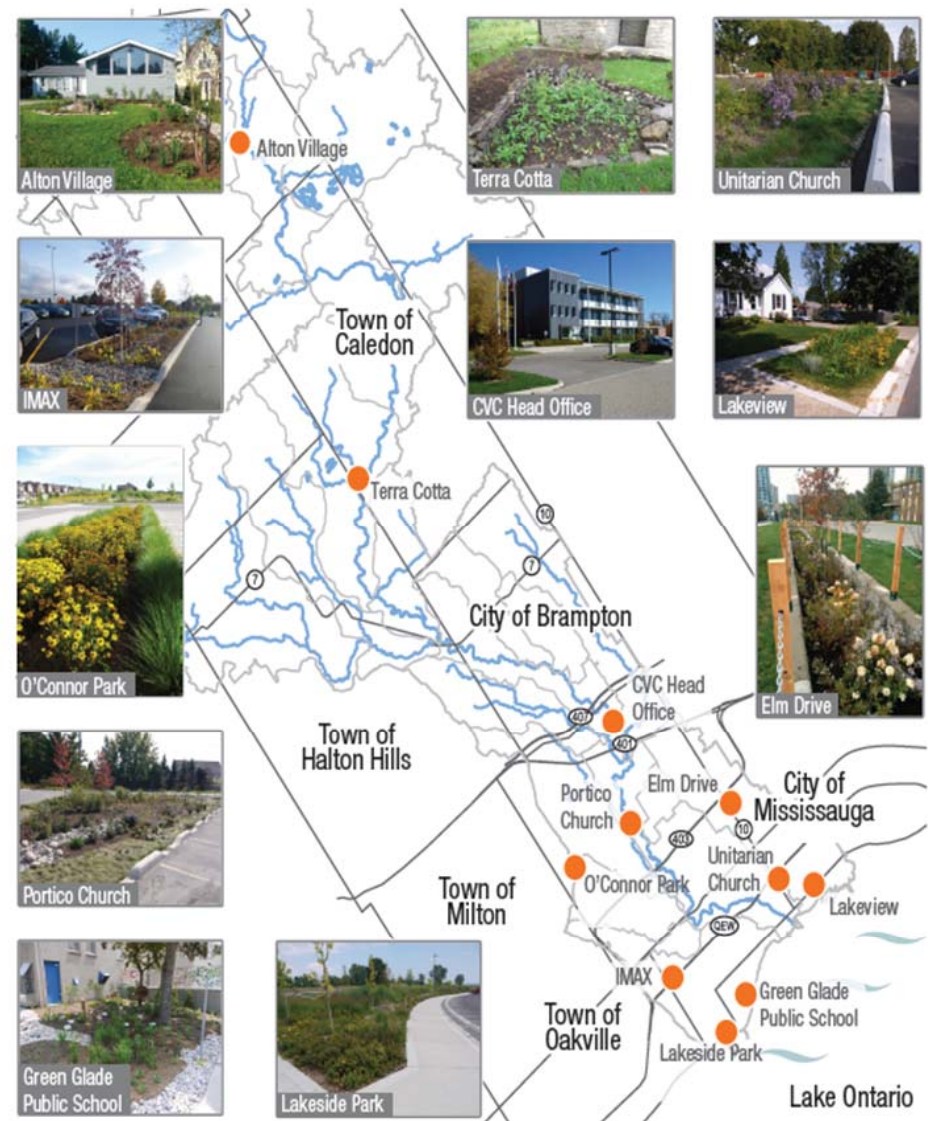 Alton Village
Terra Cotta
Unitarian Church
Alton Village
IMAX
CVC Head Office
Lakeview
Town of
Caledon
Terra Cotta
10
7
7
City of Brampton
O'Connor Park
Elm Drive
CVC Head
Office
407
401
Town of
Halton Hills
Portico
Church
Elm Drive
City of
Mississauga
10
403
Portico Church
O'Connor Park
Unitarian
Church
Lakeview
Town of
Milton
QEW
IMAX
Green Glade
Public School
Town of
Oakville
Lakeside Park
Green Glade
Public School
Lakeside Park
Lake Ontario